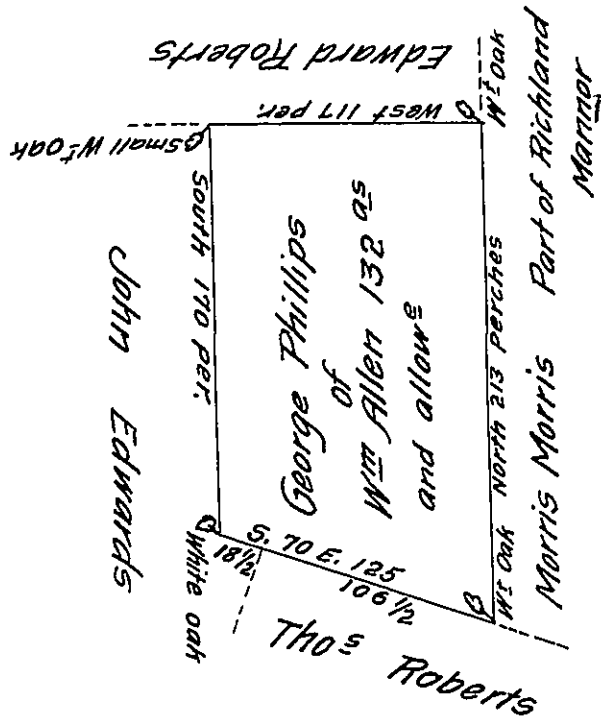 Edward Roberts
West 117 per.
Wt Oak
Small Wt oak
South 170 per.
John Edwards
George Phillips
of
Wm Allen 132 as
and allowe
North 213 Perches
Part of Richland
Mannor
Morris Morris
Wt Oak
White oak
S. 70 E. 125
18½
106½
Thos Roberts